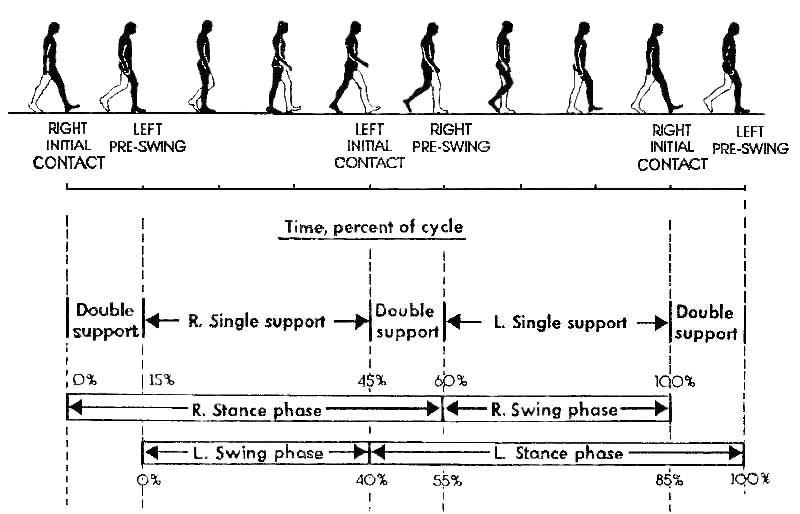 RIGHT INITIAL CONTACT
LEFT PRE-SWING
LEFT INITIAL CONTACT
RIGHT PRE-SWING
RIGHT INITIAL CONTACT
LEFT PRE-SWING
Time, percent of cycle
Double support
R. Single support
Double support
L. Single support
Double support
0% 15% 45% 60% 100%
R. Stance phase R. Swing phase
L. Swing phase L. Stance phase
0% 40% 55% 85% 100%